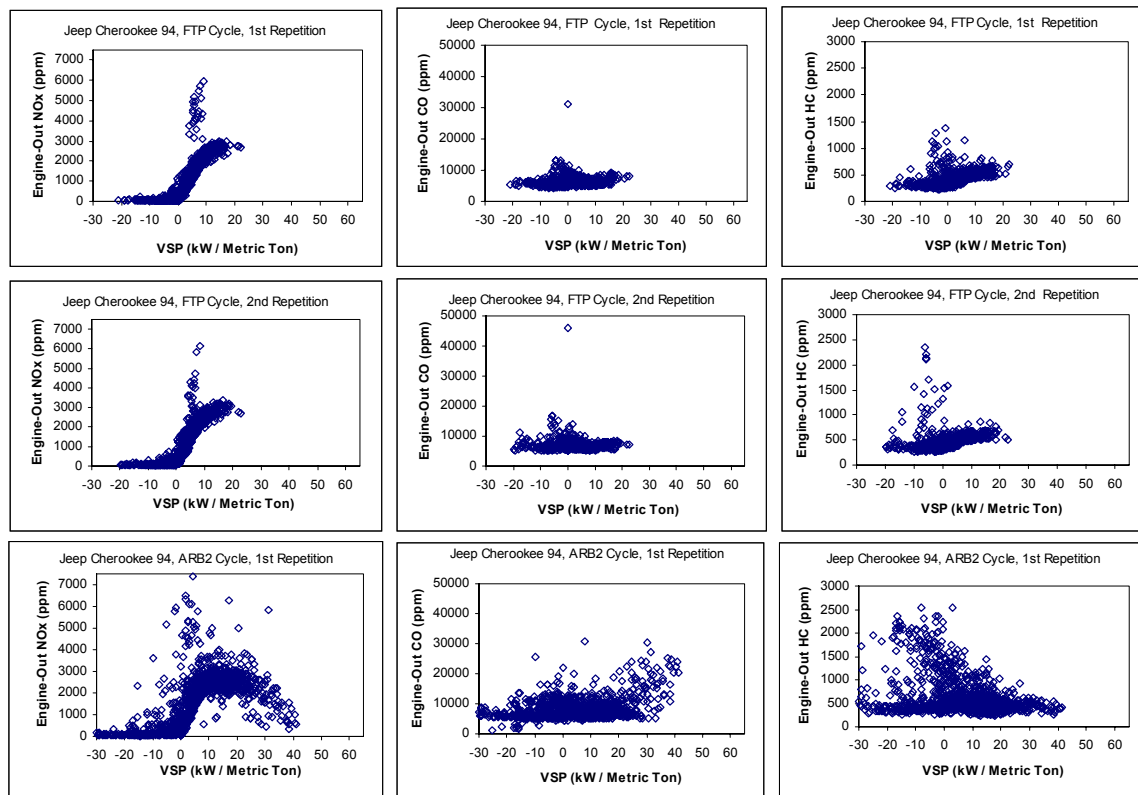 Jeep Cherookee 94, FTP Cycle, 1st Repetition
Engine-Out NOx (ppm)
7000
6000
5000
4000
3000
2000
1000
0
-30 -20 -10 0 10 20 30 40 50 60
VSP (kW / Metric Ton)
Jeep Cherookee 94, FTP Cycle, 1st Repetition
Engine-Out CO (ppm)
50000
40000
30000
20000
10000
0
-30 -20 -10 0 10 20 30 40 50 60
VSP (kW / Metric Ton)
Jeep Cherookee 94, FTP Cycle, 1st Repetition
Engine-Out HC (ppm)
3000
2500
2000
1500
1000
500
0
-30 -20 -10 0 10 20 30 40 50 60
VSP (kW / Metric Ton)
Jeep Cherookee 94, FTP Cycle, 2nd Repetition
Engine-Out NOx (ppm)
7000
6000
5000
4000
3000
2000
1000
0
-30 -20 -10 0 10 20 30 40 50 60
VSP (kW / Metric Ton)
Jeep Cherookee 94, FTP Cycle, 2nd Repetition
Engine-Out CO (ppm)
50000
40000
30000
20000
10000
0
-30 -20 -10 0 10 20 30 40 50 60
VSP (kW / Metric Ton)
Jeep Cherookee 94, FTP Cycle, 2nd Repetition
Engine-Out HC (ppm)
3000
2500
2000
1500
1000
500
0
-30 -20 -10 0 10 20 30 40 50 60
VSP (kW / Metric Ton)
Jeep Cherookee 94, ARB2 Cycle, 1st Repetition
Engine-Out NOx (ppm)
7000
6000
5000
4000
3000
2000
1000
0
-30 -20 -10 0 10 20 30 40 50 60
VSP (kW / Metric Ton)
Jeep Cherookee 94, ARB2 Cycle, 1st Repetition
Engine-Out CO (ppm)
50000
40000
30000
20000
10000
0
-30 -20 -10 0 10 20 30 40 50 60
VSP (kW / Metric Ton)
Jeep Cherookee 94, ARB2 Cycle, 1st Repetition
Engine-Out HC (ppm)
3000
2500
2000
1500
1000
500
0
-30 -20 -10 0 10 20 30 40 50 60
VSP (kW / Metric Ton)